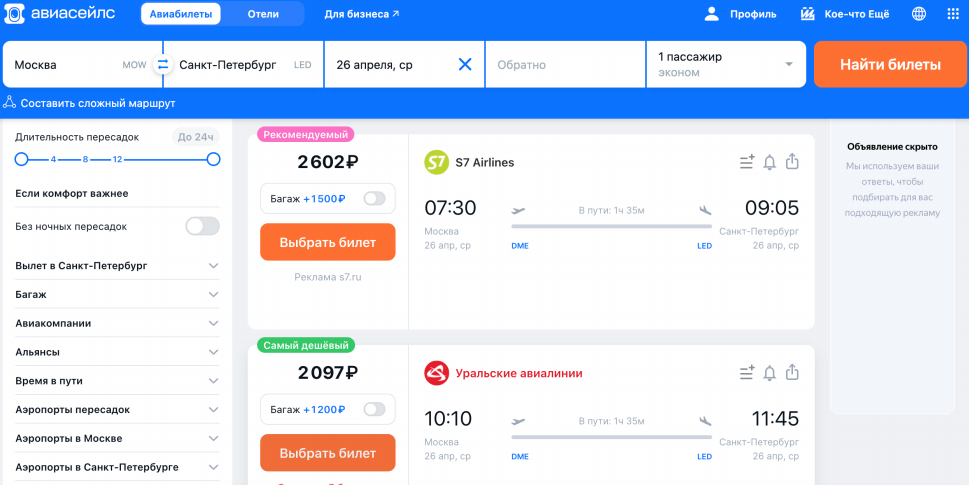 авиасейлс
Авиабилеты
Отели
Для бизнеса ↗
Профиль
Кое-что Ещё
Москва MOW
Санкт-Петербург LED
26 апреля, ср
Обратно
1 пассажир
эконом
Найти билеты
Составить сложный маршрут
Длительность пересадок До 24ч
4 8 12
Если комфорт важнее
Без ночных пересадок
Вылет в Санкт-Петербург
Багаж
Авиакомпании
Альянсы
Время в пути
Аэропорты пересадок
Аэропорты в Москве
Аэропорты в Санкт-Петербурге
Рекомендуемый
2 602 ₽
Багаж +1 500 ₽
Выбрать билет
Реклама s7.ru
S7 S7 Airlines
07:30 В пути: 1ч 35м 09:05
Москва Санкт-Петербург
26 апр, ср DME LED 26 апр, ср
Самый дешёвый
2 097 ₽
Багаж +1 200 ₽
Выбрать билет
Уральские авиалинии
10:10 В пути: 1ч 35м 11:45
Москва Санкт-Петербург
26 апр, ср DME LED 26 апр, ср
Объявление скрыто
Мы используем ваши
ответы, чтобы
подбирать для вас
подходящую рекламу